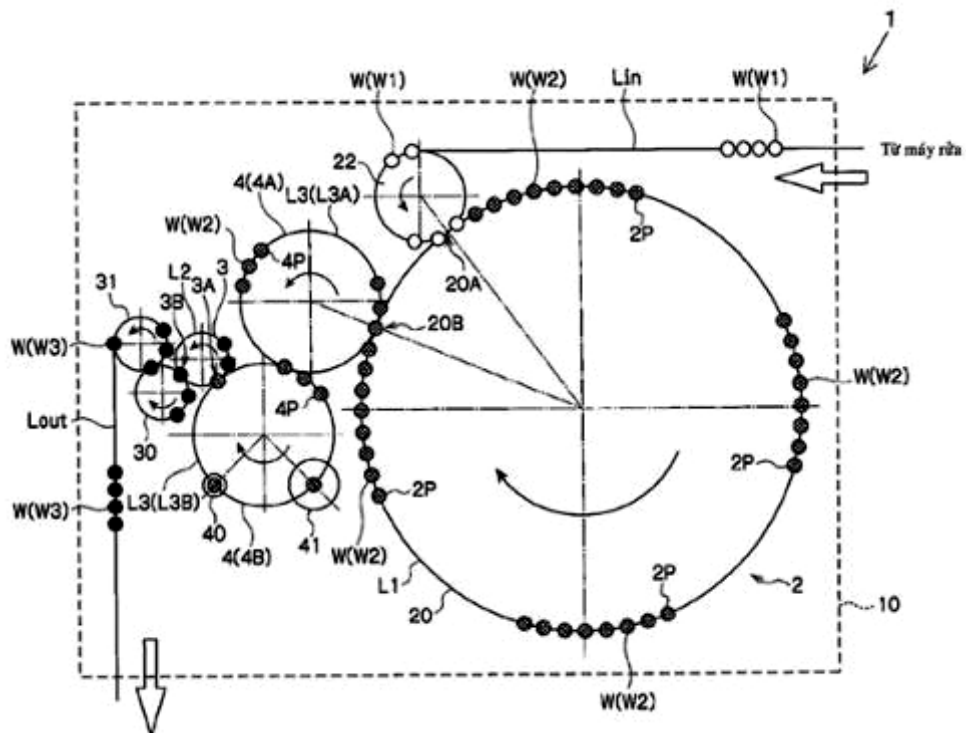 1
W(W1)
W(W2)
Lin
W(W1)
Từ máy rửa
22
4(4A)
L3(L3A)
W(W2)
4P
2P
20A
31
3B
L2
3A
3
20B
W(W3)
W(W2)
4P
Lout
30
2P
2P
W(W3)
L3(L3B)
40
41
4(4B)
W(W2)
L1
20
2P
2
10
W(W2)